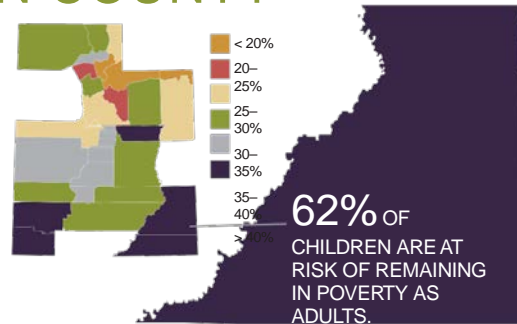 N COUNTY
< 20%
20–
25%
25–
30%
30–
35%
35–
40%
> 40%
62% OF
CHILDREN ARE AT
RISK OF REMAINING
IN POVERTY AS
ADULTS.